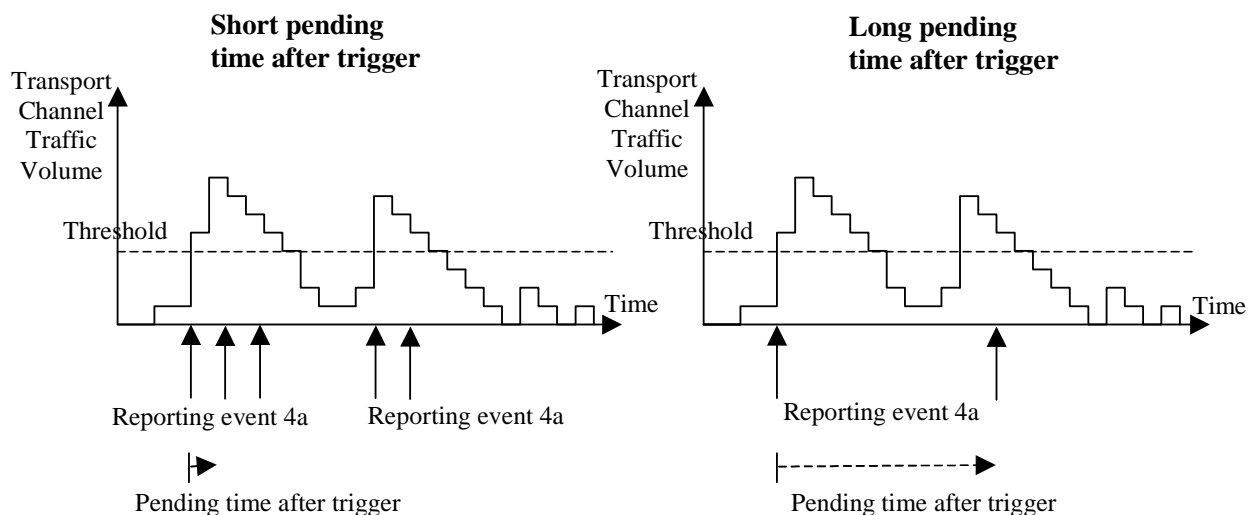 Short pending
time after trigger
Transport
Channel
Traffic
Volume
Threshold
Time
Reporting event 4a
Reporting event 4a
Pending time after trigger
Long pending
time after trigger
Transport
Channel
Traffic
Volume
Threshold
Time
Reporting event 4a
Pending time after trigger